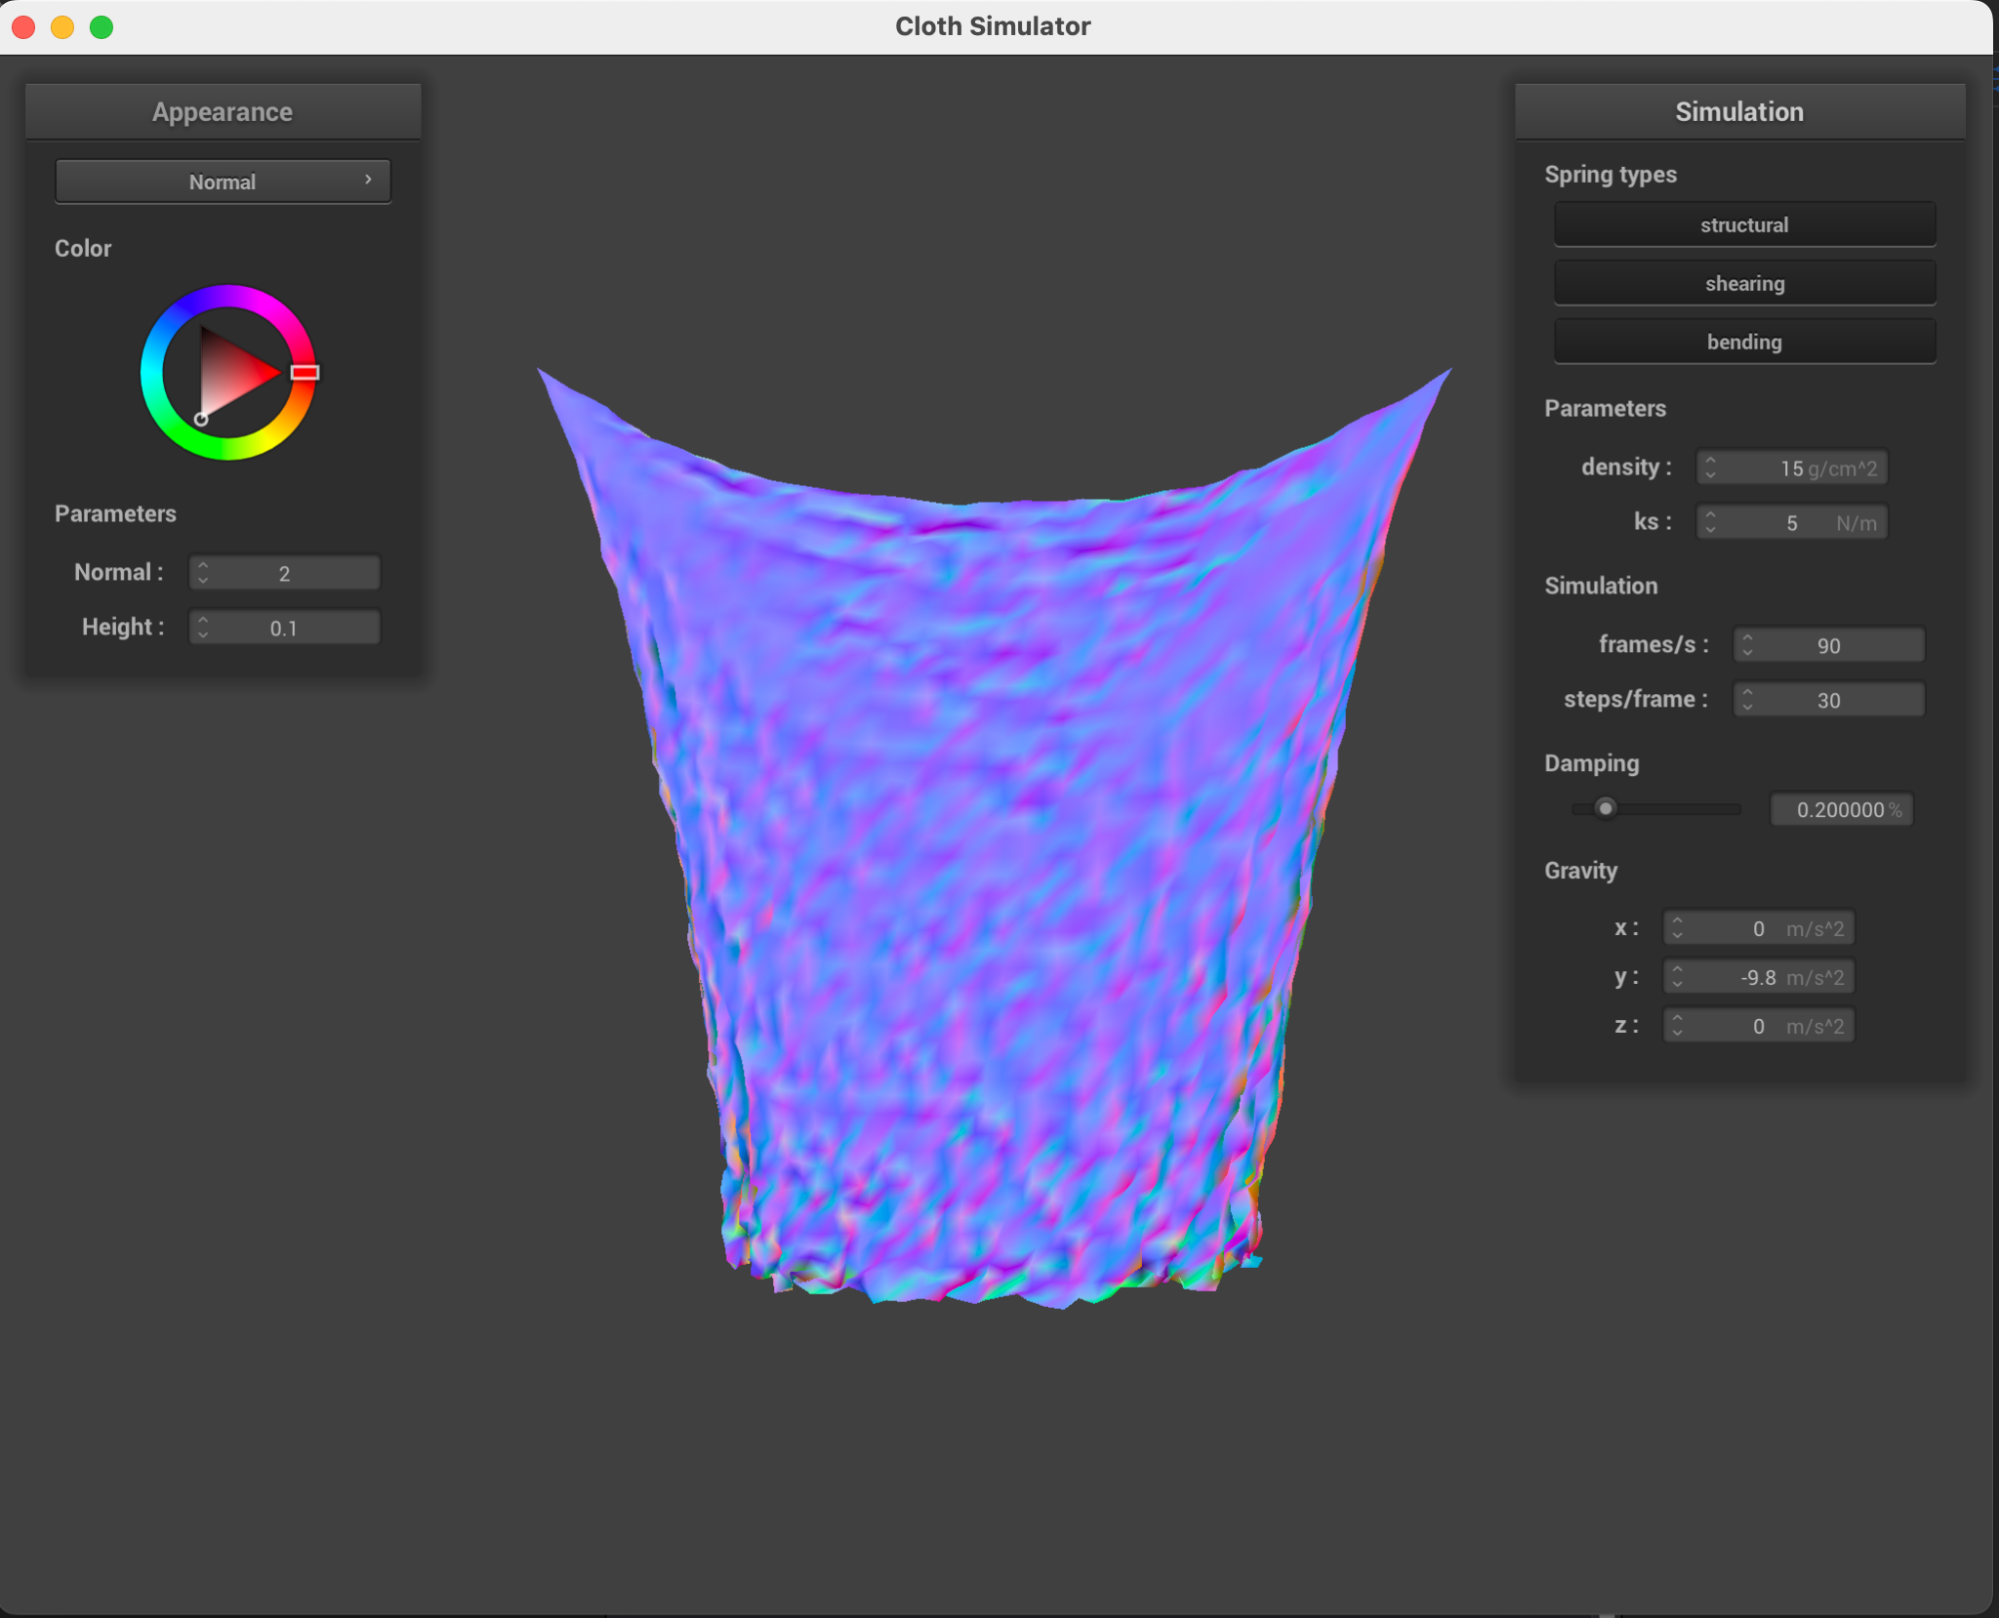 Cloth Simulator
Appearance
Normal
Color
Parameters
Normal : 2
Height : 0.1
Simulation
Spring types
structural
shearing
bending
Parameters
density : 15 g/cm^2
ks : 5 N/m
Simulation
frames/s : 90
steps/frame : 30
Damping
0.200000 %
Gravity
x : 0 m/s^2
y : -9.8 m/s^2
z : 0 m/s^2